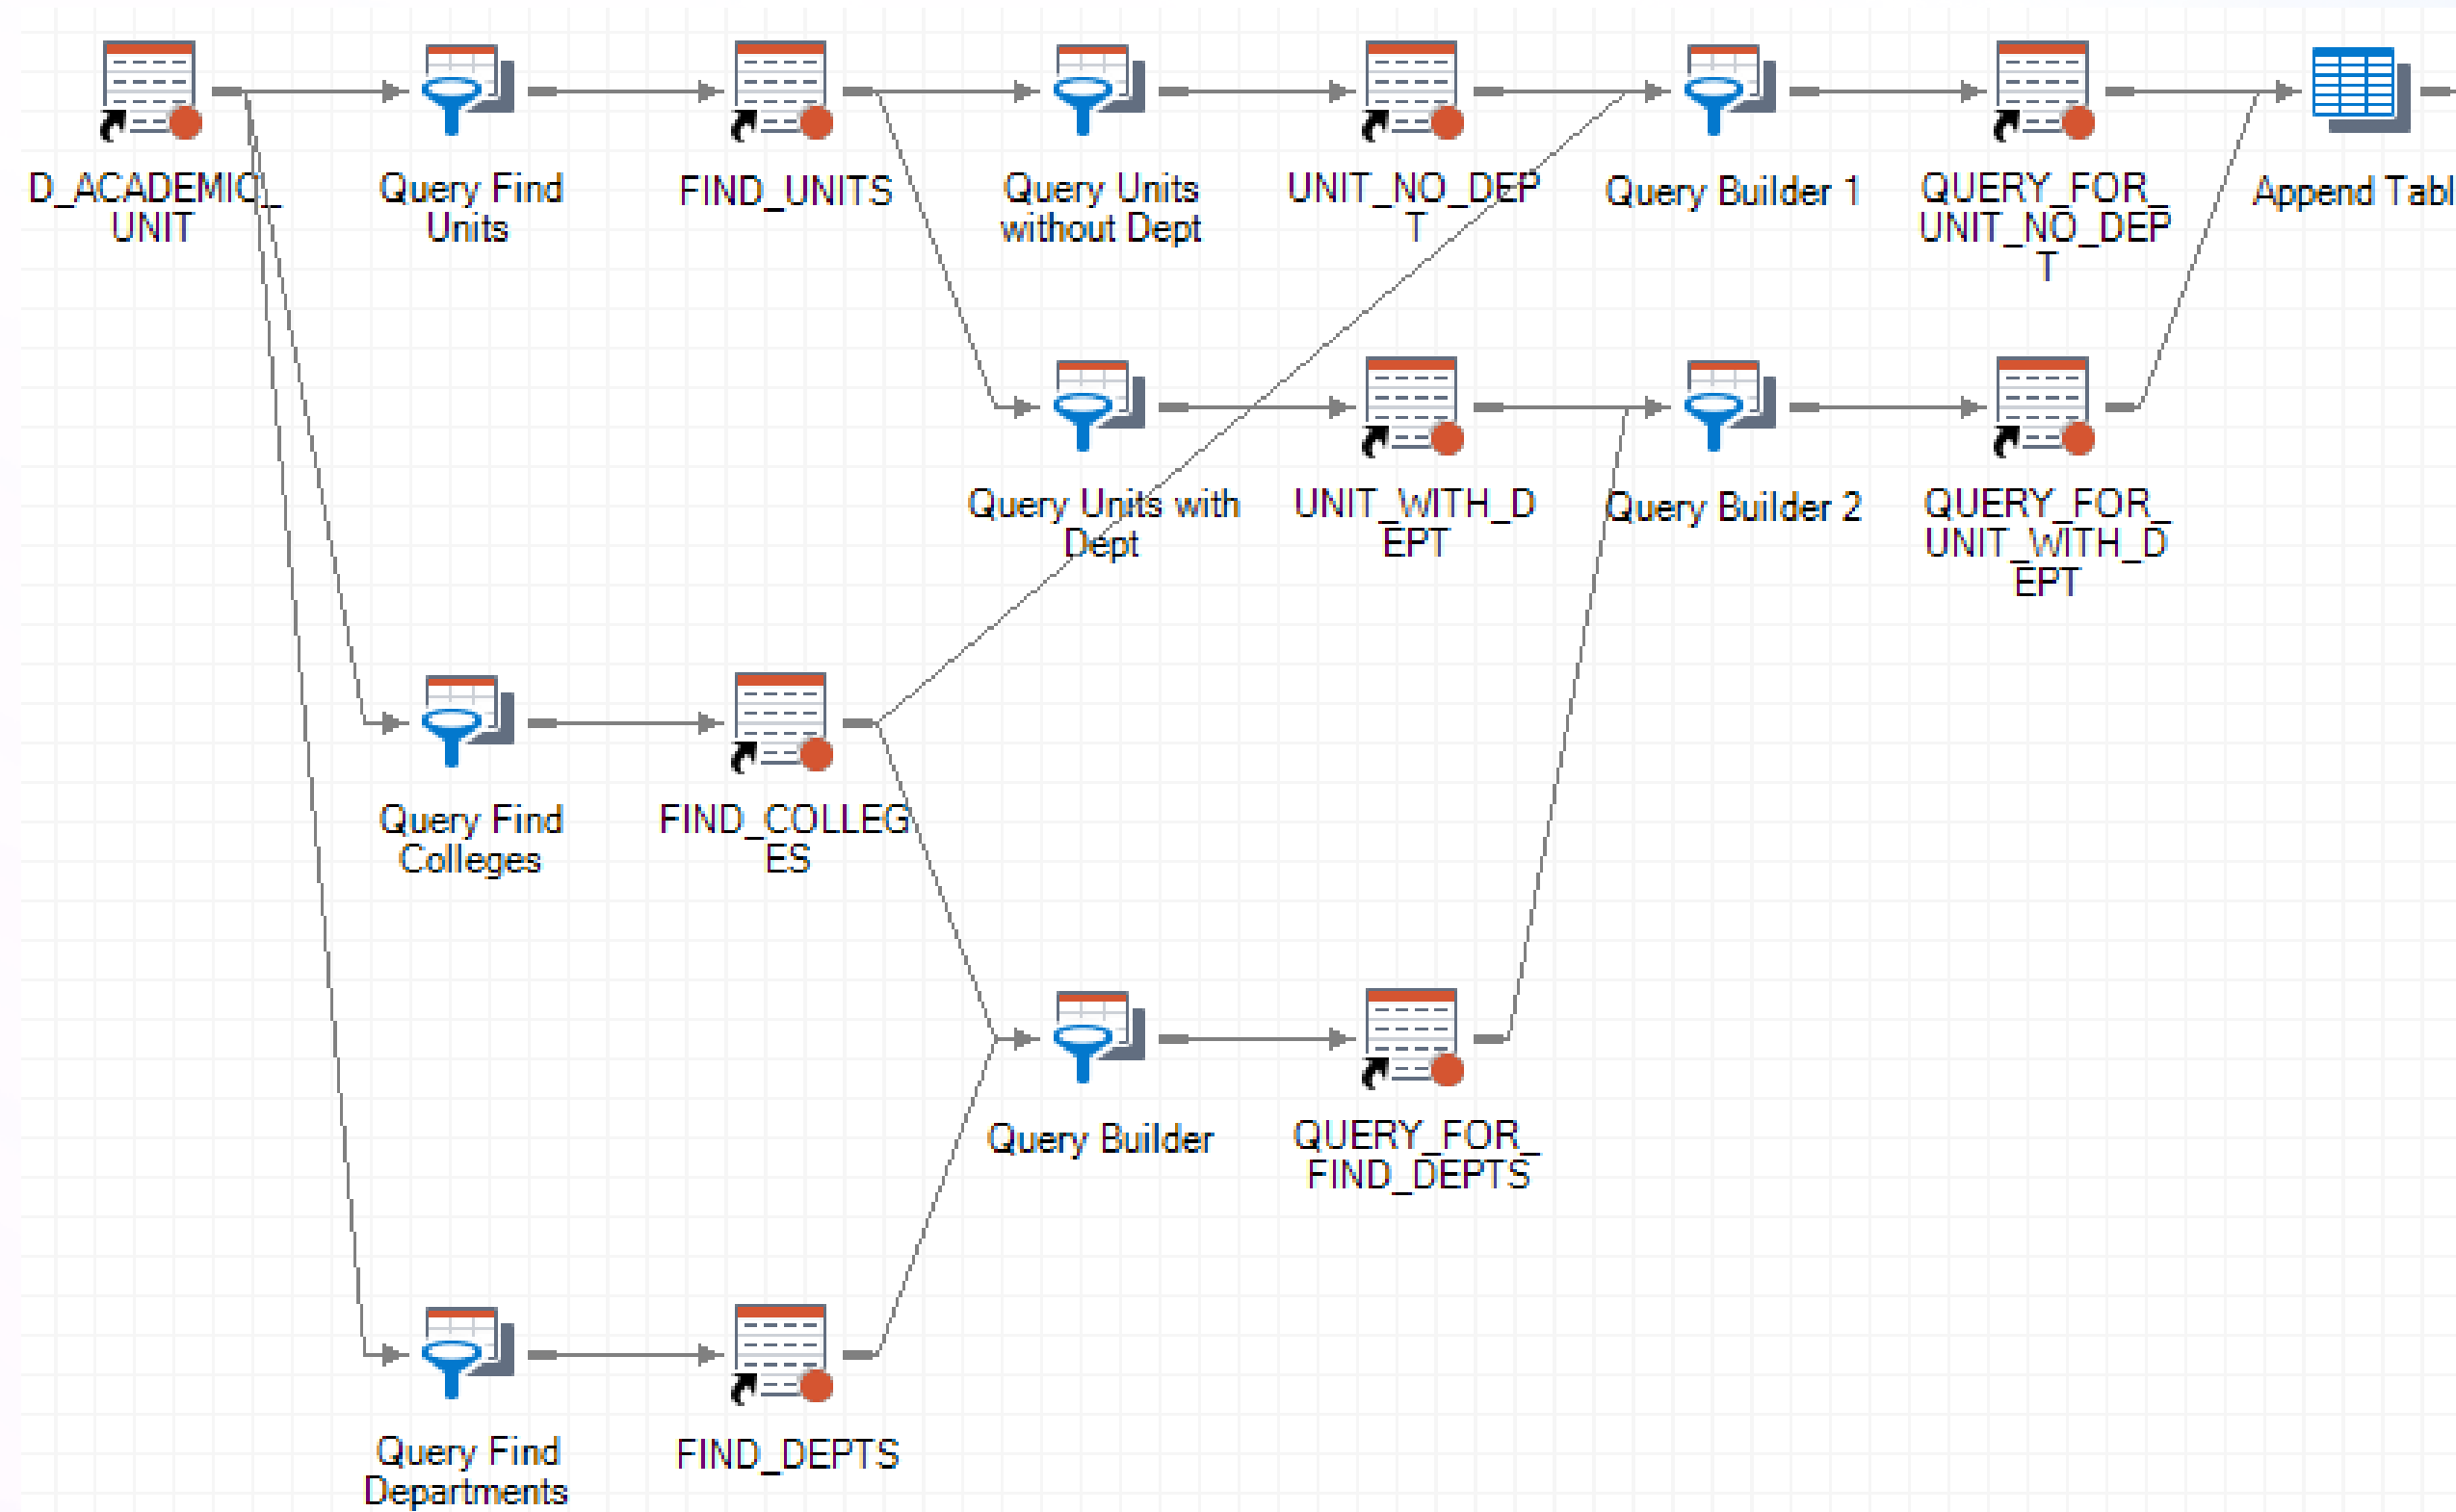 D_ACADEMIC_
UNIT
Query Find
Units
FIND_UNITS
Query Units
without Dept
UNIT_NO_DEP
T
Query Builder 1
QUERY_FOR_
UNIT_NO_DEP
T
Append Tabl
Query Units with
Dept
UNIT_WITH_D
EPT
Query Builder 2
QUERY_FOR_
UNIT_WITH_D
EPT
Query Find
Colleges
FIND_COLLEG
ES
Query Builder
QUERY_FOR_
FIND_DEPTS
Query Find
Departments
FIND_DEPTS